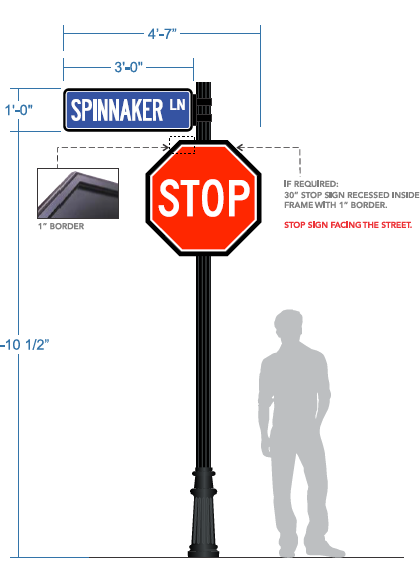 4'-7"
3'-0"
1'-0"
SPINNAKER LN
STOP
IF REQUIRED:
30" STOP SIGN RECESSED INSIDE
FRAME WITH 1" BORDER.
STOP SIGN FACING THE STREET.
1" BORDER
-10 1/2"